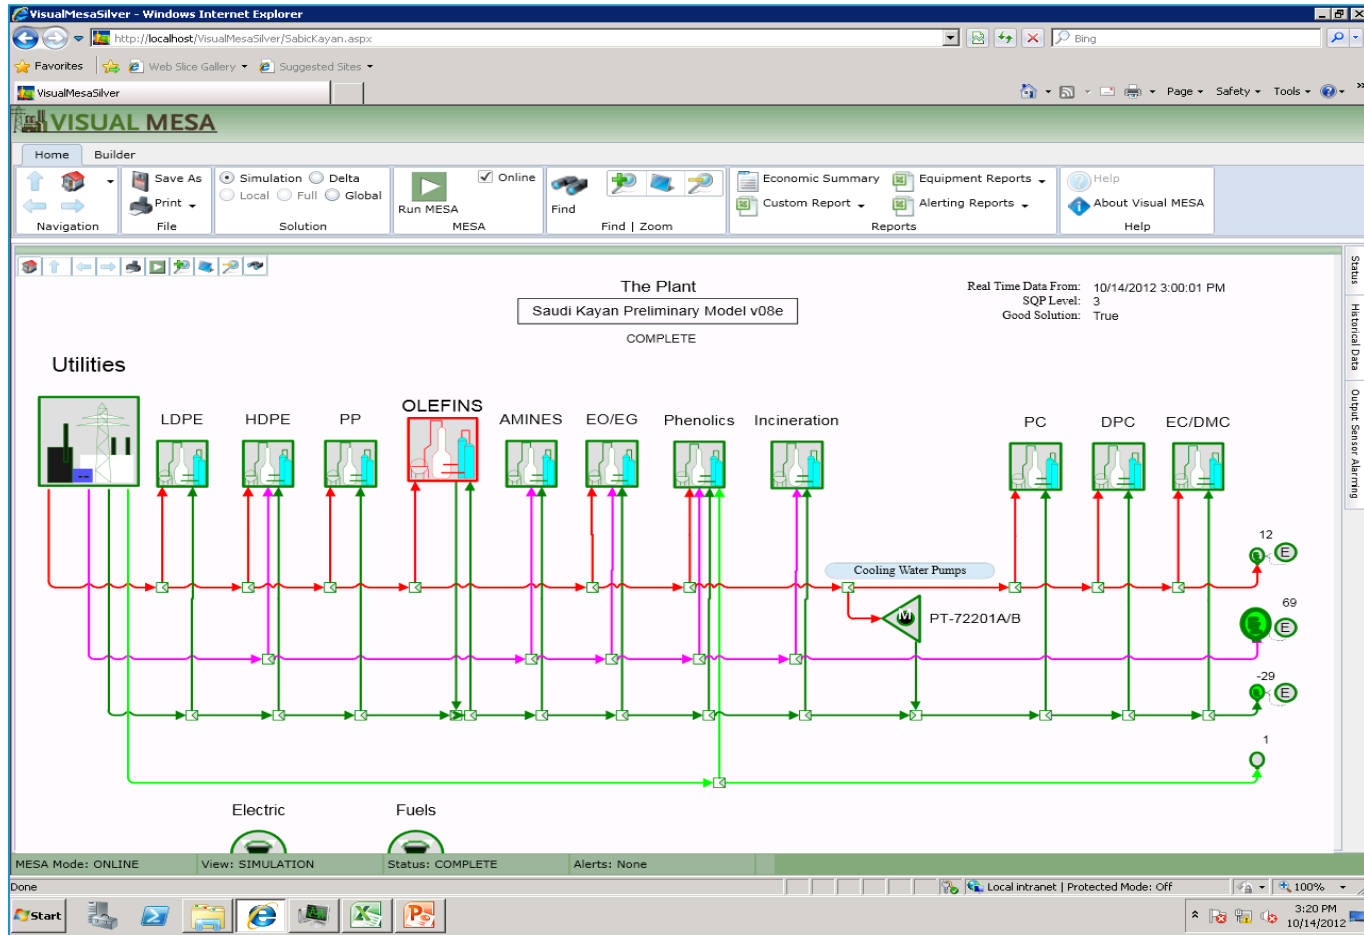 VisualMesaSilver - Windows Internet Explorer
http://localhost/VisualMesaSilver/SabicKayan.aspx
Bing
Favorites
Web Slice Gallery
Suggested Sites
VisualMesaSilver
Page
Safety
Tools
VISUAL MESA
Home
Builder
Save As
Print
Simulation
Delta
Local
Full
Global
Run MESA
Online
Find
Economic Summary
Custom Report
Equipment Reports
Alerting Reports
Help
About Visual MESA
Navigation
File
Solution
MESA
Find | Zoom
Reports
Help
Status
Historical Data
Output Sensor Alarming
The Plant
Saudi Kayan Preliminary Model v08e
COMPLETE
Real Time Data From: 10/14/2012 3:00:01 PM
SQP Level: 3
Good Solution: True
Utilities
LDPE
HDPE
PP
OLEFINS
AMINES
EO/EG
Phenolics
Incineration
PC
DPC
EC/DMC
12
E
Cooling Water Pumps
M
PT-72201A/B
69
E
-29
E
1
Electric
Fuels
MESA Mode: ONLINE
View: SIMULATION
Status: COMPLETE
Alerts: None
Done
Local intranet | Protected Mode: Off
100%
Start
3:20 PM
10/14/2012